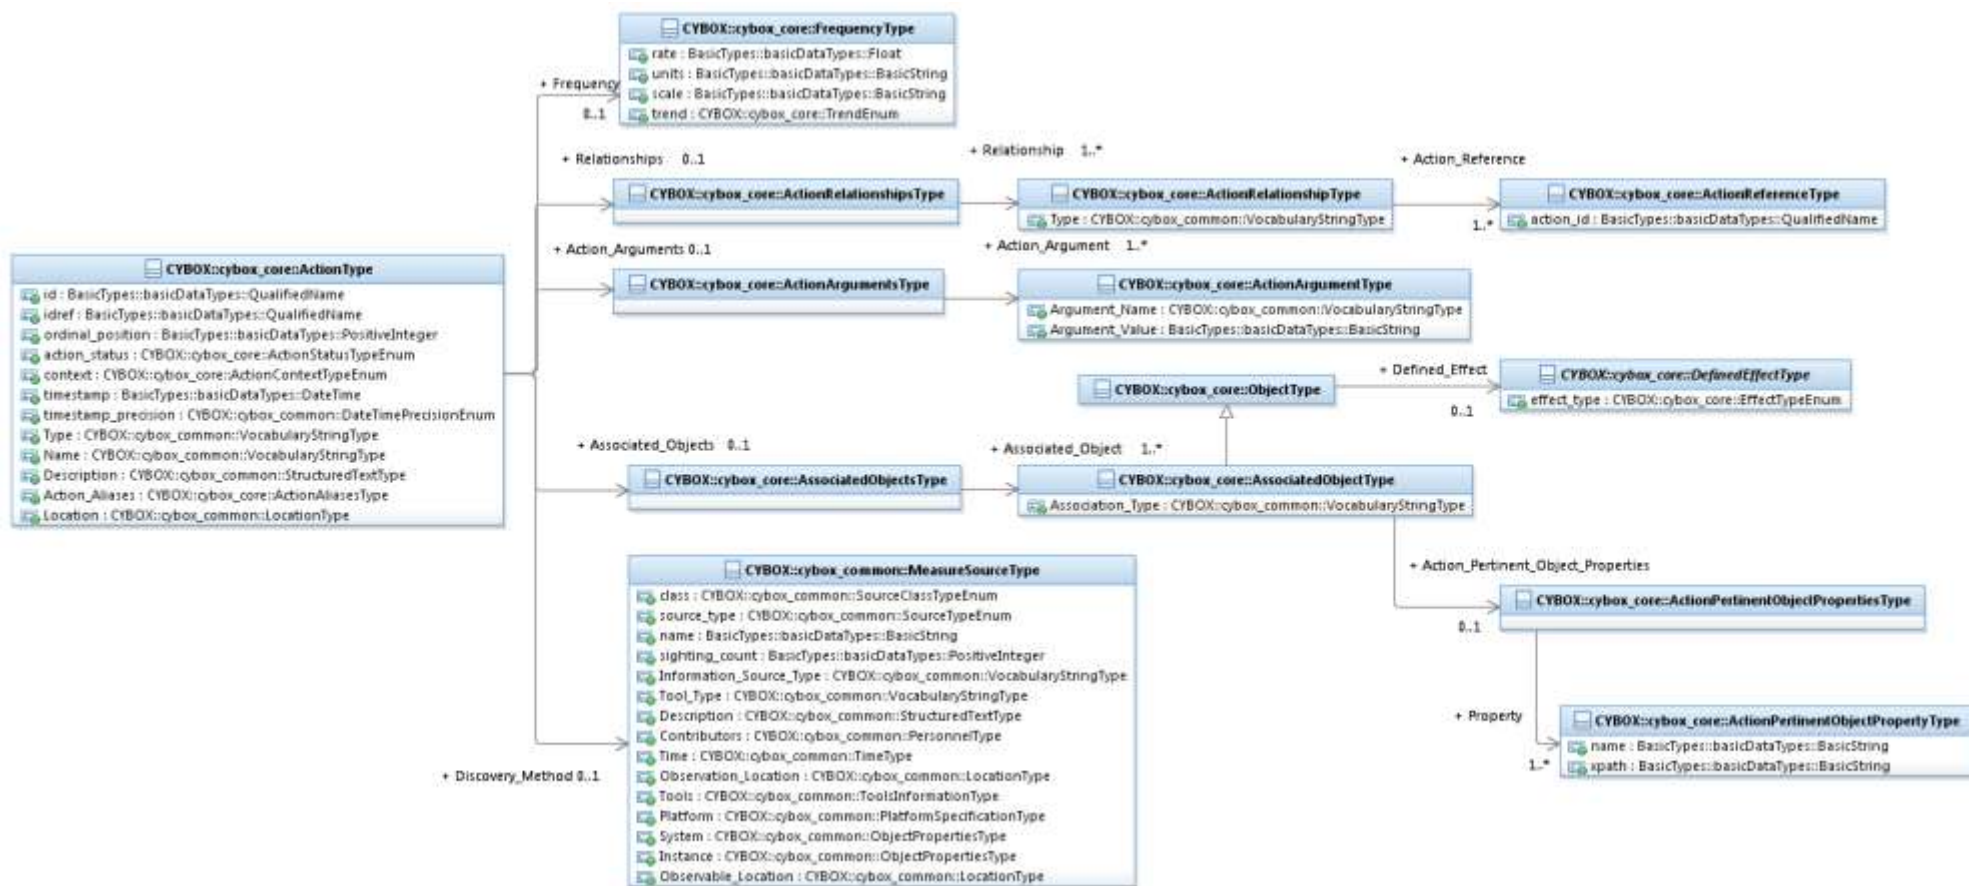 CYBOX::cybox_core::FrequencyType
rate : BasicTypes::basicDataTypes::Float
units : BasicTypes::basicDataTypes::BasicString
scale : BasicTypes::basicDataTypes::BasicString
trend : CYBOX::cybox_core::TrendEnum
+ Frequency
0..1
+ Relationships 0..1
+ Relationship 1..*
+ Action_Reference
CYBOX::cybox_core::ActionRelationshipsType
CYBOX::cybox_core::ActionRelationshipType
Type : CYBOX::cybox_common::VocabularyStringType
CYBOX::cybox_core::ActionReferenceType
action_id : BasicTypes::basicDataTypes::QualifiedName
1..*
+ Action_Arguments 0..1
+ Action_Argument 1..*
CYBOX::cybox_core::ActionArgumentsType
CYBOX::cybox_core::ActionArgumentType
Argument_Name : CYBOX::cybox_common::VocabularyStringType
Argument_Value : BasicTypes::basicDataTypes::BasicString
CYBOX::cybox_core::ActionType
id : BasicTypes::basicDataTypes::QualifiedName
idref : BasicTypes::basicDataTypes::QualifiedName
ordinal_position : BasicTypes::basicDataTypes::PositiveInteger
action_status : CYBOX::cybox_core::ActionStatusTypeEnum
context : CYBOX::cybox_core::ActionContextTypeEnum
timestamp : BasicTypes::basicDataTypes::DateTime
timestamp_precision : CYBOX::cybox_common::DateTimePrecisionEnum
Type : CYBOX::cybox_common::VocabularyStringType
Name : CYBOX::cybox_common::VocabularyStringType
Description : CYBOX::cybox_common::StructuredTextType
Action_Aliases : CYBOX::cybox_core::ActionAliasesType
Location : CYBOX::cybox_common::LocationType
CYBOX::cybox_core::ObjectType
+ Defined_Effect
0..1
CYBOX::cybox_core::DefinedEffectType
effect_type : CYBOX::cybox_core::EffectTypeEnum
+ Associated_Objects 0..1
+ Associated_Object 1..*
CYBOX::cybox_core::AssociatedObjectsType
CYBOX::cybox_core::AssociatedObjectType
Association_Type : CYBOX::cybox_common::VocabularyStringType
+ Action_Pertinent_Object_Properties
0..1
CYBOX::cybox_core::ActionPertinentObjectPropertiesType
+ Property
1..*
CYBOX::cybox_core::ActionPertinentObjectPropertyType
name : BasicTypes::basicDataTypes::BasicString
xpath : BasicTypes::basicDataTypes::BasicString
+ Discovery_Method 0..1
CYBOX::cybox_common::MeasureSourceType
class : CYBOX::cybox_common::SourceClassTypeEnum
source_type : CYBOX::cybox_common::SourceTypeEnum
name : BasicTypes::basicDataTypes::BasicString
sighting_count : BasicTypes::basicDataTypes::PositiveInteger
Information_Source_Type : CYBOX::cybox_common::VocabularyStringType
Tool_Type : CYBOX::cybox_common::VocabularyStringType
Description : CYBOX::cybox_common::StructuredTextType
Contributors : CYBOX::cybox_common::PersonnelType
Time : CYBOX::cybox_common::TimeType
Observation_Location : CYBOX::cybox_common::LocationType
Tools : CYBOX::cybox_common::ToolsInformationType
Platform : CYBOX::cybox_common::PlatformSpecificationType
System : CYBOX::cybox_common::ObjectPropertiesType
Instance : CYBOX::cybox_common::ObjectPropertiesType
Observable_Location : CYBOX::cybox_common::LocationType